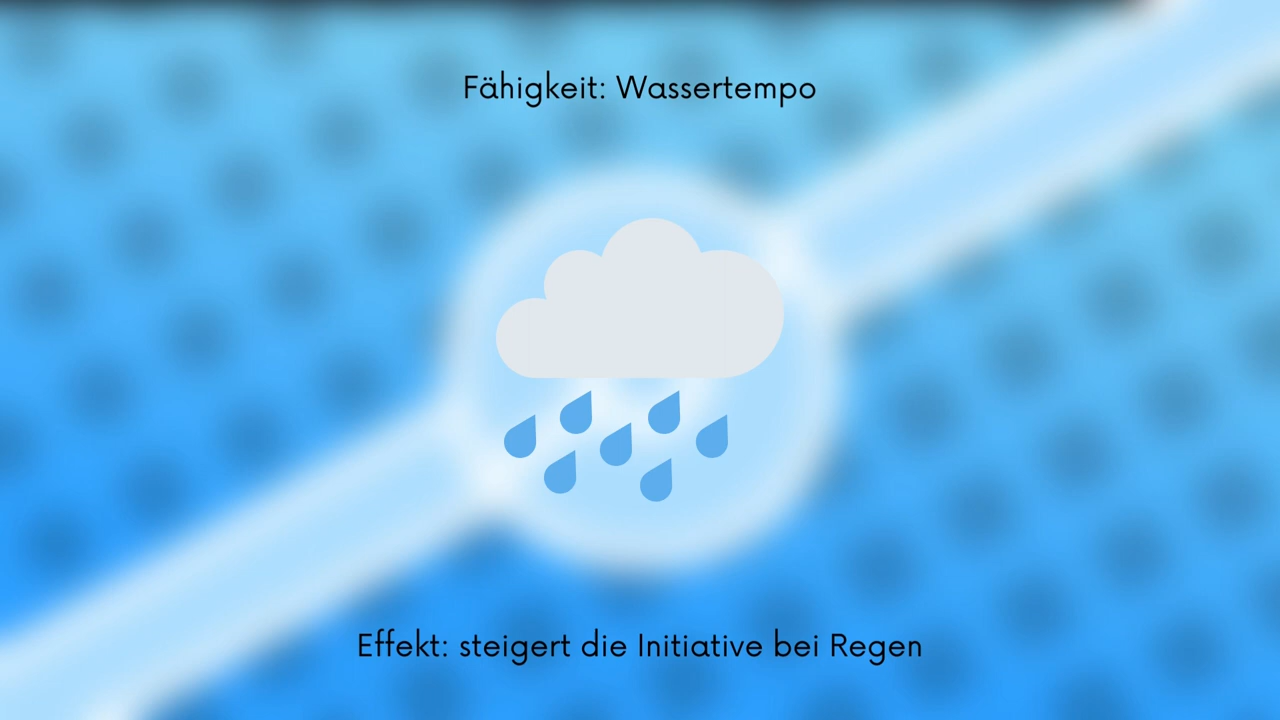 Fähigkeit: Wassertempo
Effekt: steigert die Initiative bei Regen